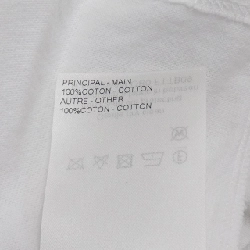 PRINCIPAL - MAIN
100%COTON - COTTON
AUTRE - OTHER
100%COTON - COTTON